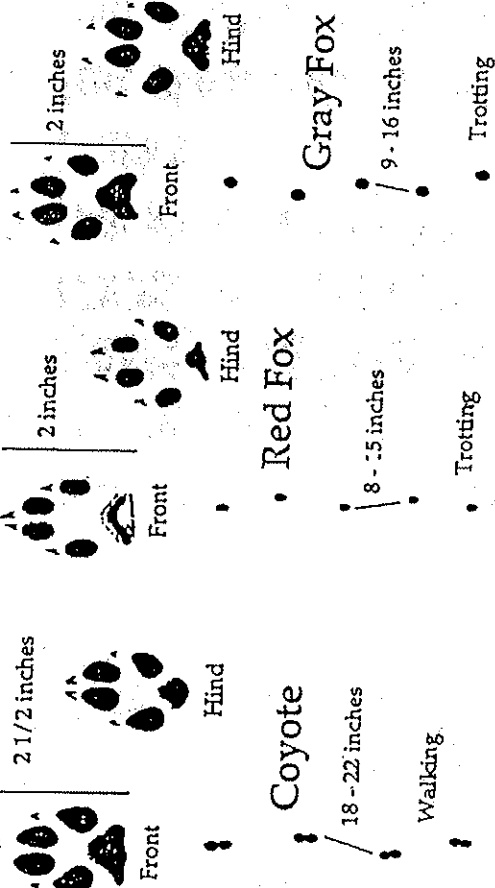 2 1/2 inches
Front
Hind
Coyote
18 - 22 inches
Walking
2 inches
Front
Hind
Red Fox
inches
Trotting
2 inches
Front
Hind
Gray Fox
9 - 16 inches
Trotting